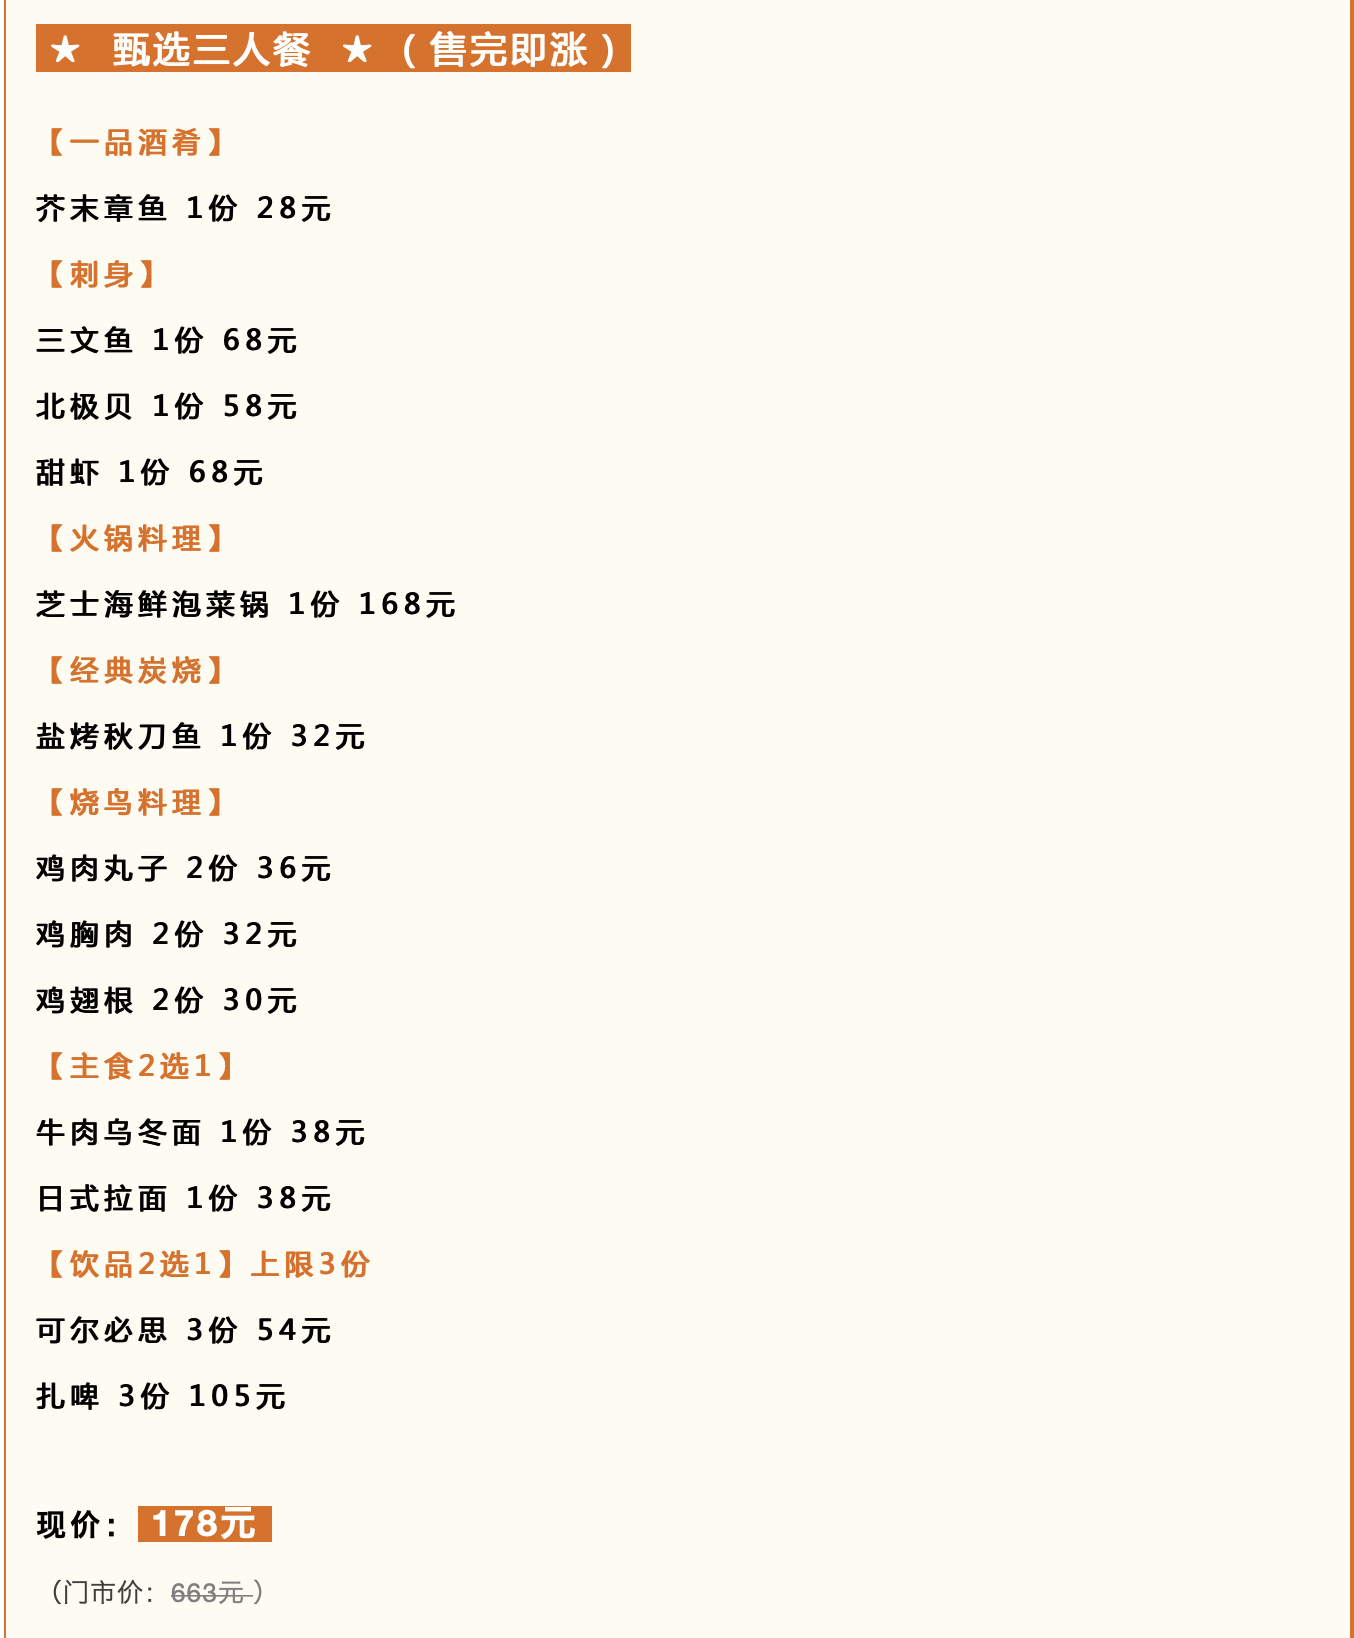 ★ 甄选三人餐 ★（售完即涨）
【一品酒肴】
芥末章鱼 1份 28元
【刺身】
三文鱼 1份 68元
北极贝 1份 58元
甜虾 1份 68元
【火锅料理】
芝士海鲜泡菜锅 1份 168元
【经典炭烧】
盐烤秋刀鱼 1份 32元
【烧鸟料理】
鸡肉丸子 2份 36元
鸡胸肉 2份 32元
鸡翅根 2份 30元
【主食2选1】
牛肉乌冬面 1份 38元
日式拉面 1份 38元
【饮品2选1】上限3份
可尔必思 3份 54元
扎啤 3份 105元
现价：178元
（门市价：663元 ）